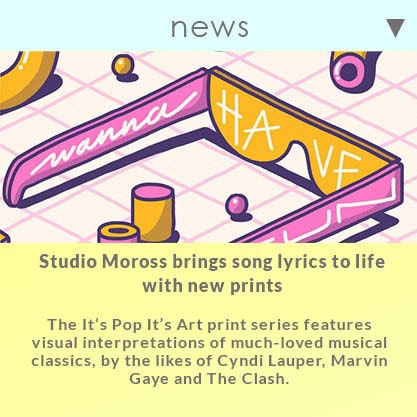 news
wanna
HAVE
FUN
Studio Moross brings song lyrics to life
with new prints
The It's Pop It's Art print series features
visual interpretations of much-loved musical
classics, by the likes of Cyndi Lauper, Marvin
Gaye and The Clash.